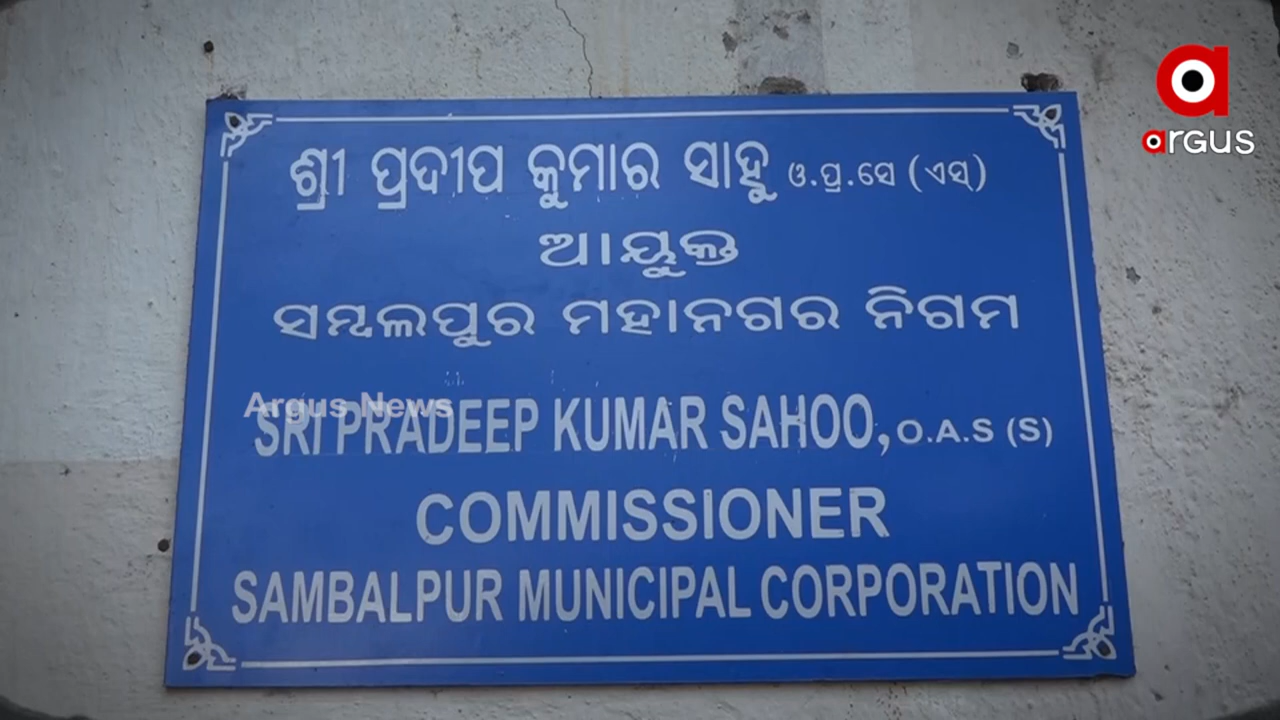 argus
ଶ୍ରୀ ପ୍ରଦୀପ କୁମାର ସାହୁ ଓ.ପ୍ର.ସେ (ଏସ୍)
ଆୟୁକ୍ତ
ସମ୍ବଲପୁର ମହାନଗର ନିଗମ
Argus News
SRI PRADEEP KUMAR SAHOO, O.A.S (S)
COMMISSIONER
SAMBALPUR MUNICIPAL CORPORATION